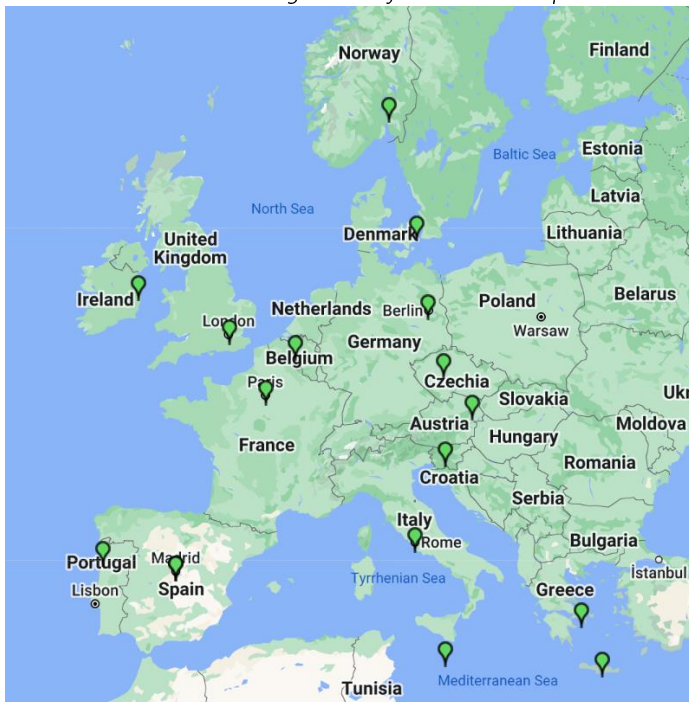 Norway
Finland
Baltic Sea
Estonia
North Sea
Latvia
Denmark
Lithuania
United
Kingdom
Ireland
Netherlands
Berlin
Poland
Belarus
London
Warsaw
Germany
Belgium
Paris
Czechia
Slovakia
Ukr
Austria
Moldova
France
Hungary
Romania
Croatia
Serbia
Italy
Rome
Bulgaria
Portugal
Madrid
İstanbul
Tyrrhenian Sea
Lisbon
Spain
Greece
Mediterranean Sea
Tunisia